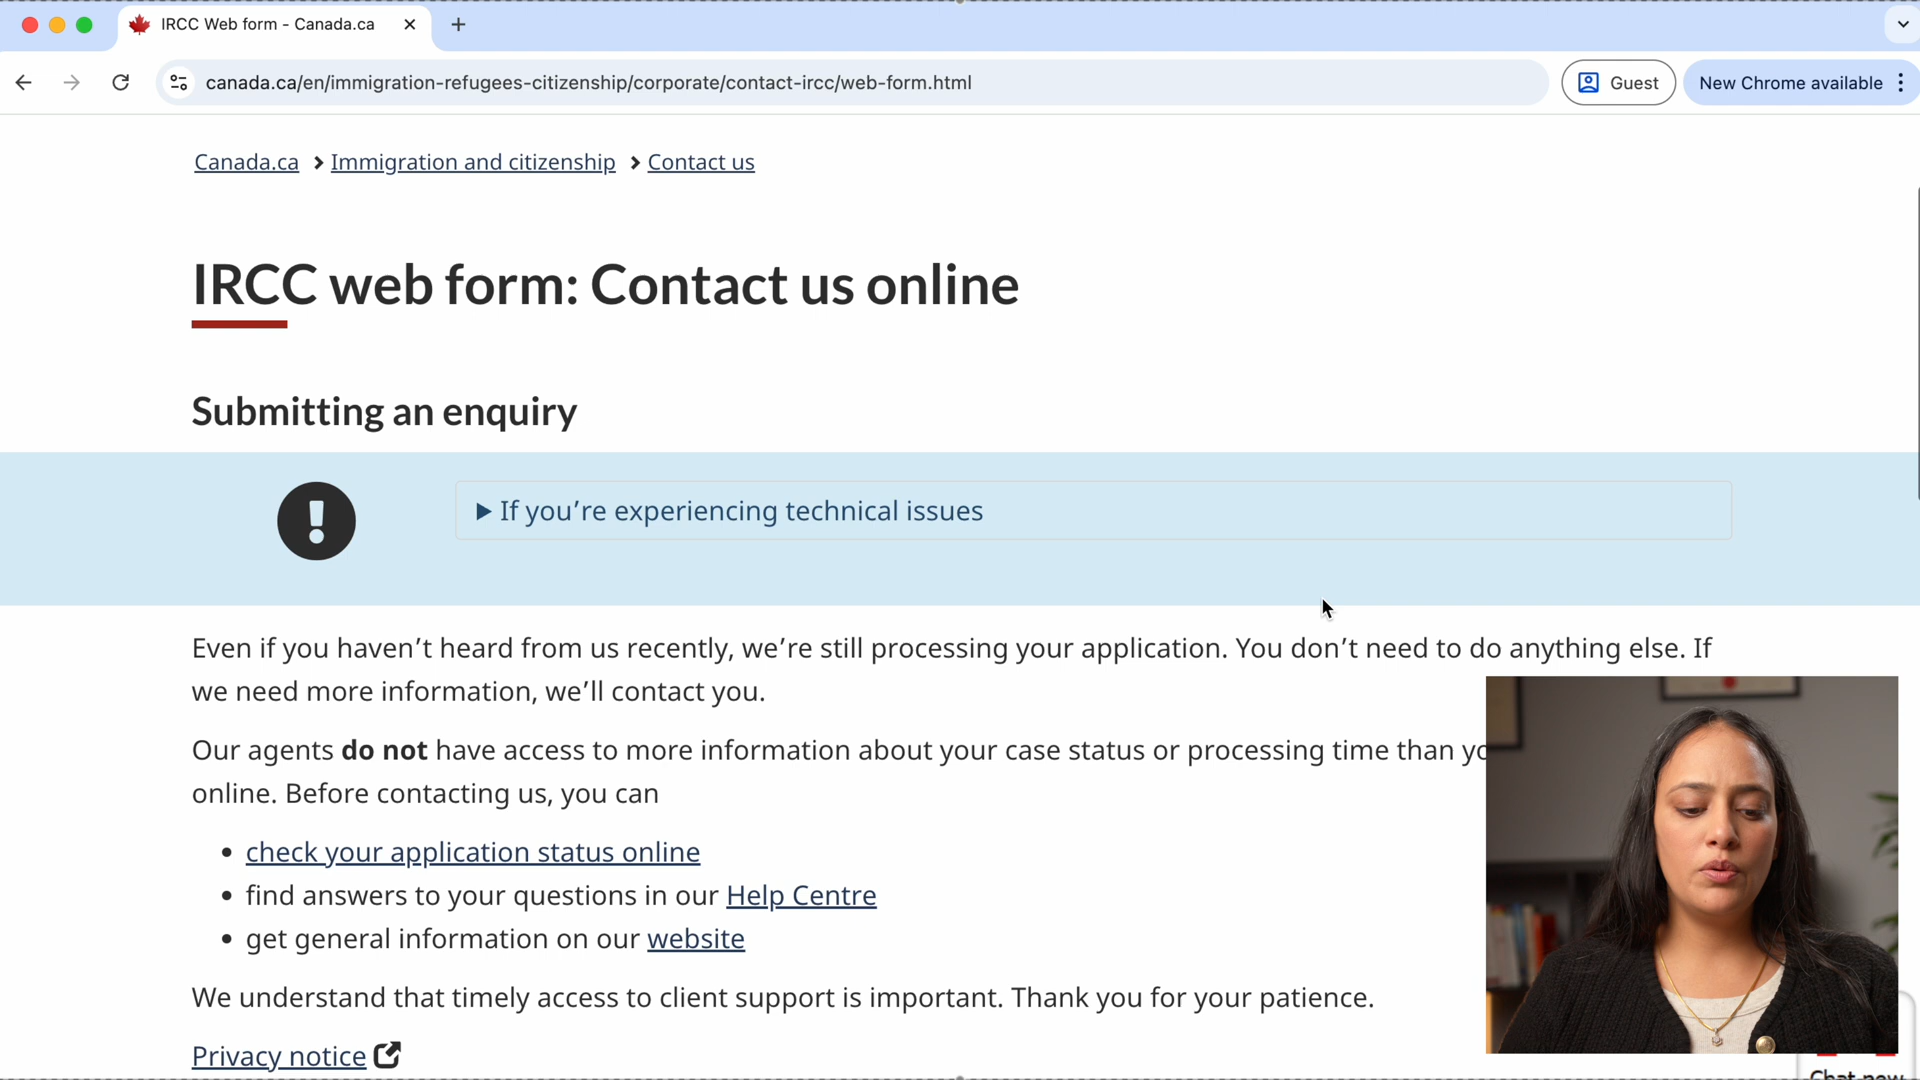 IRCC Web form - Canada.ca
canada.ca/en/immigration-refugees-citizenship/corporate/contact-ircc/web-form.html
Guest
New Chrome available
Canada.ca > Immigration and citizenship > Contact us
IRCC web form: Contact us online
Submitting an enquiry
If you’re experiencing technical issues
Even if you haven’t heard from us recently, we’re still processing your application. You don’t need to do anything else. If
we need more information, we’ll contact you.
Our agents do not have access to more information about your case status or processing time than
online. Before contacting us, you can
• check your application status online
• find answers to your questions in our Help Centre
• get general information on our website
We understand that timely access to client support is important. Thank you for your patience.
Privacy notice
Chat now